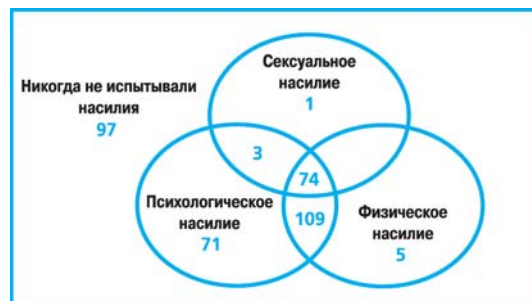 Сексуальное
насилие
1
Никогда не испытывали
насилия
97
3
74
Психологическое
насилие
71
109
Физическое
насилие
5